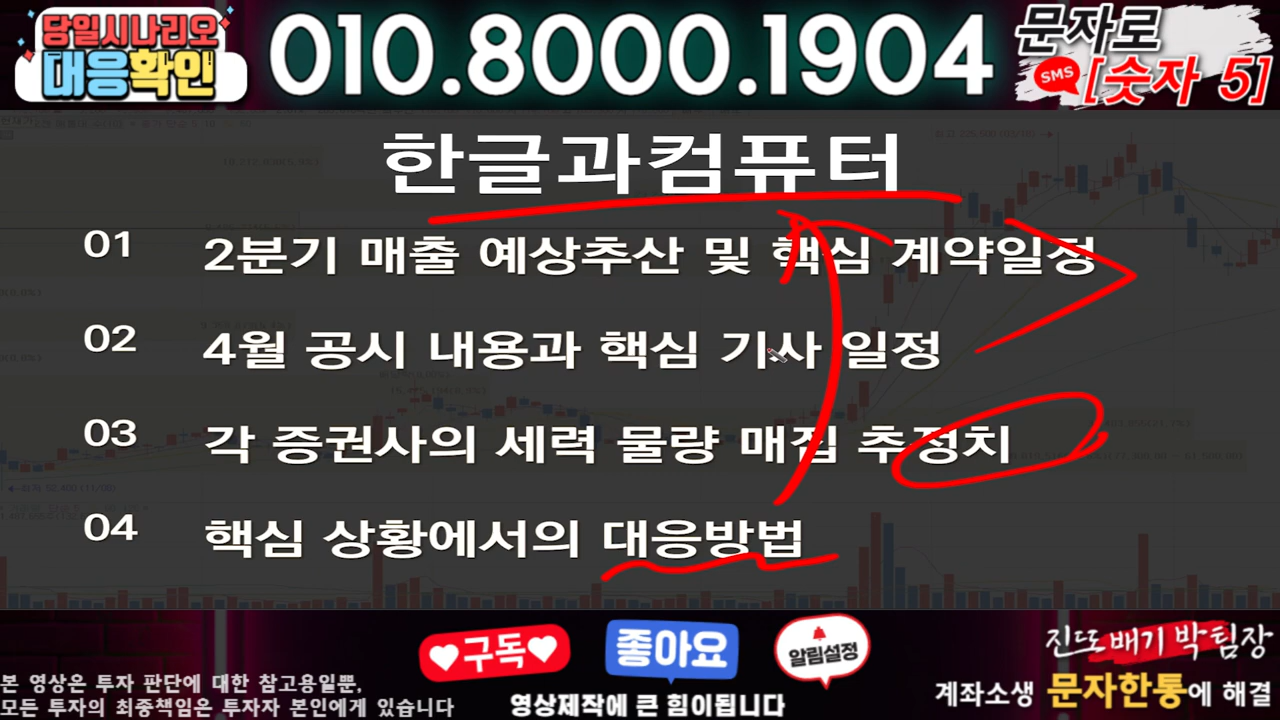 당일시나리오
대응확인
010.8000.1904
문자로
SMS [숫자 5]
한글과컴퓨터
01 2분기 매출 예상추산 및 핵심 계약일정
02 4월 공시 내용과 핵심 기사 일정
03 각 증권사의 세력 물량 매집 추정치
04 핵심 상황에서의 대응방법
구독
좋아요
알림설정
영상제작에 큰 힘이됩니다
본 영상은 투자 판단에 대한 참고용일뿐,
모든 투자의 최종책임은 투자자 본인에게 있습니다
진또배기 박팀장
계좌소생 문자한통에 해결